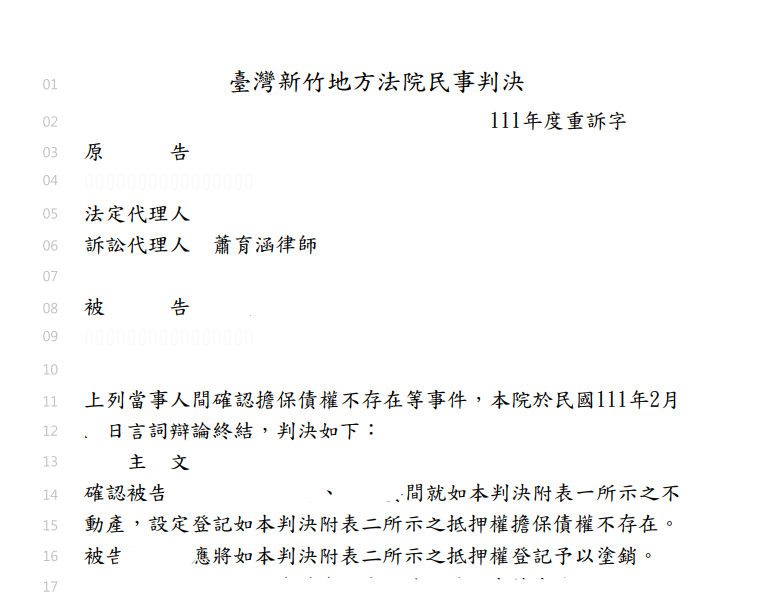 01 臺灣新竹地方法院民事判決
02 111年度重訴字
03 原 告
04
05 法定代理人
06 訴訟代理人 蕭育涵律師
07
08 被 告
09
10
11 上列當事人間確認擔保債權不存在等事件，本院於民國111年2月
12 日言詞辯論終結，判決如下：
13 主 文
14 確認被告 、 間就如本判決附表一所示之不
15 動產，設定登記如本判決附表二所示之抵押權擔保債權不存在。
16 被告 應將如本判決附表二所示之抵押權登記予以塗銷。
17